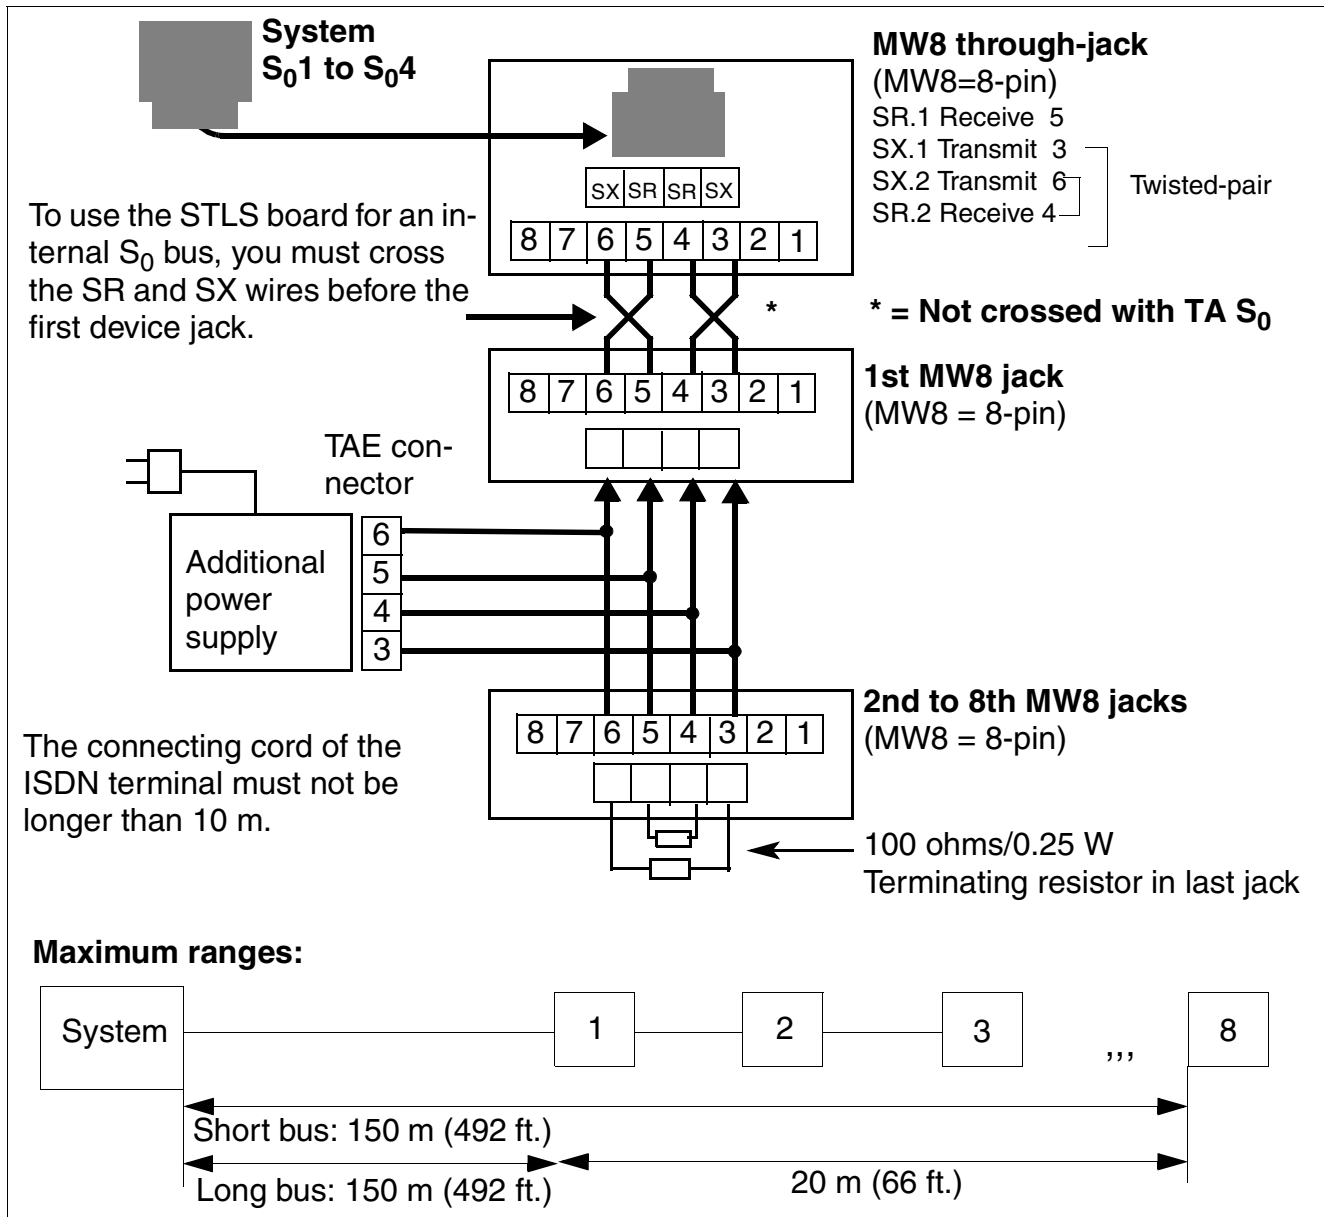 System
S₀1 to S₀4
MW8 through-jack
(MW8=8-pin)
SR.1 Receive 5
SX.1 Transmit 3
SX.2 Transmit 6
SR.2 Receive 4
Twisted-pair
SX SR SR SX
8 7 6 5 4 3 2 1
To use the STLS board for an in-
ternal S₀ bus, you must cross
the SR and SX wires before the
first device jack.
*
* = Not crossed with TA S₀
1st MW8 jack
(MW8 = 8-pin)
8 7 6 5 4 3 2 1
TAE con-
nector
Additional
power
supply
6
5
4
3
2nd to 8th MW8 jacks
(MW8 = 8-pin)
8 7 6 5 4 3 2 1
The connecting cord of the
ISDN terminal must not be
longer than 10 m.
100 ohms/0.25 W
Terminating resistor in last jack
Maximum ranges:
System 1 2 3 ,,, 8
Short bus: 150 m (492 ft.)
Long bus: 150 m (492 ft.)
20 m (66 ft.)